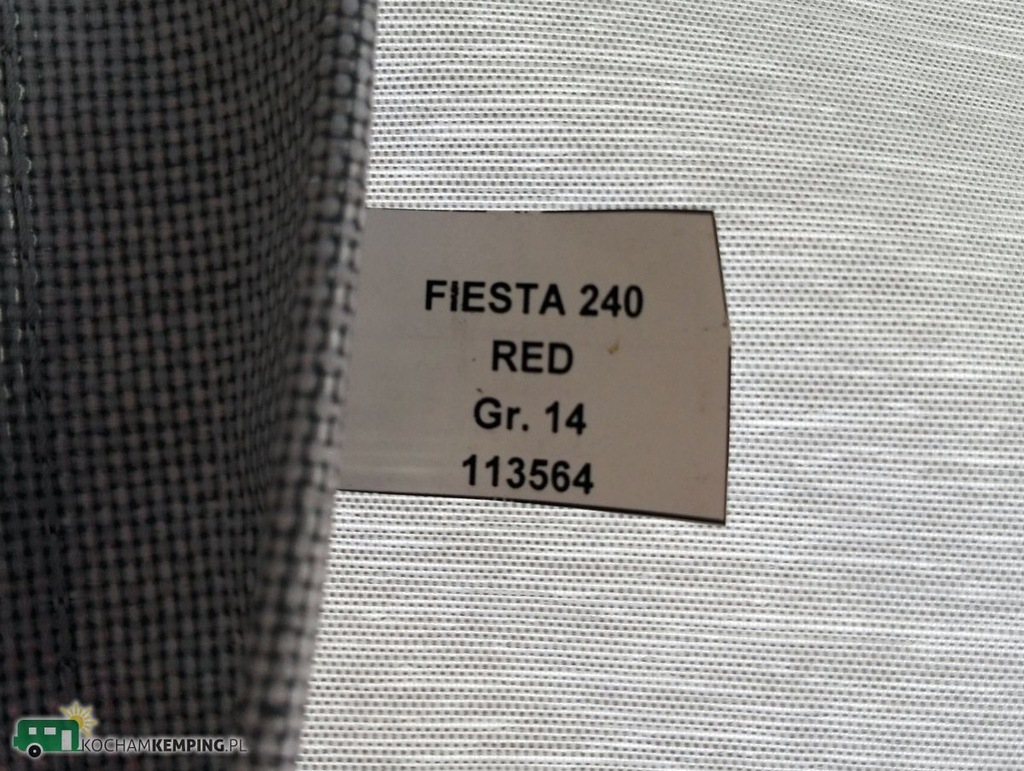 FIESTA 240
RED
Gr. 14
113564
KOCHAMKEMPING.PL